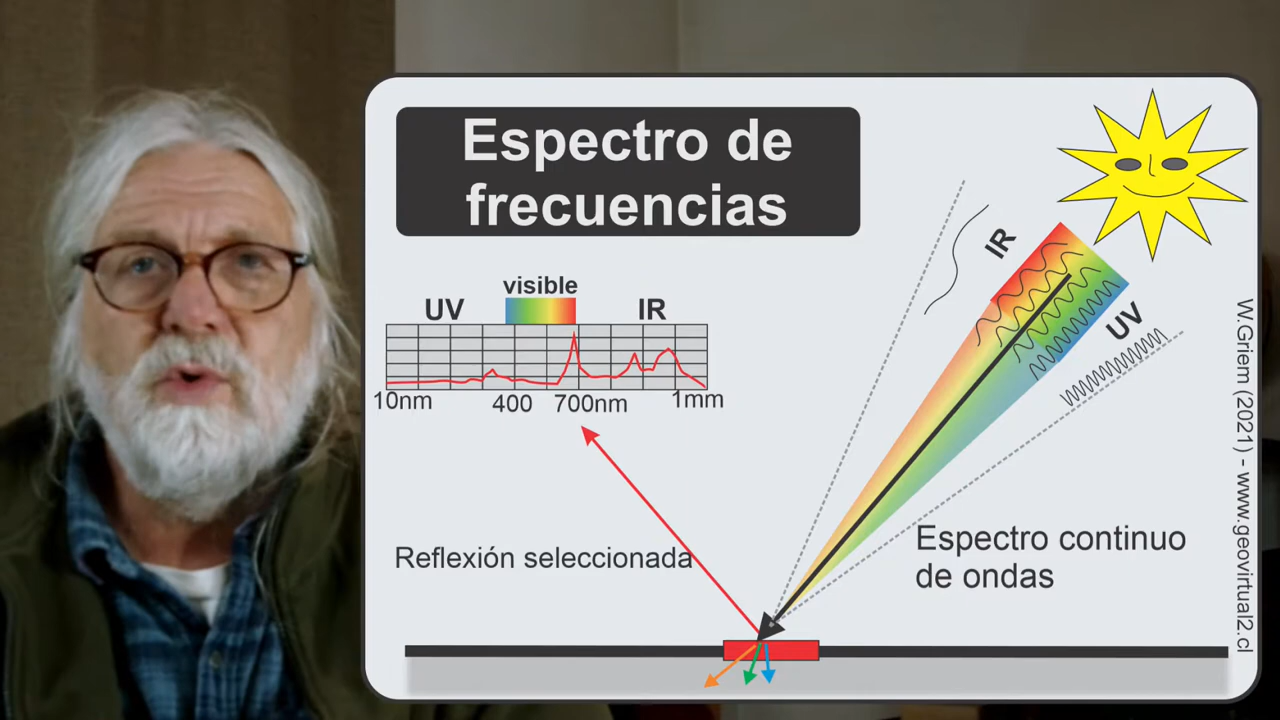 Espectro de
frecuencias
visible
UV
IR
10nm
400
700nm
1mm
IR
UV
Reflexión seleccionada
Espectro continuo
de ondas
W.Griem (2021) - www.geovirtual2.cl